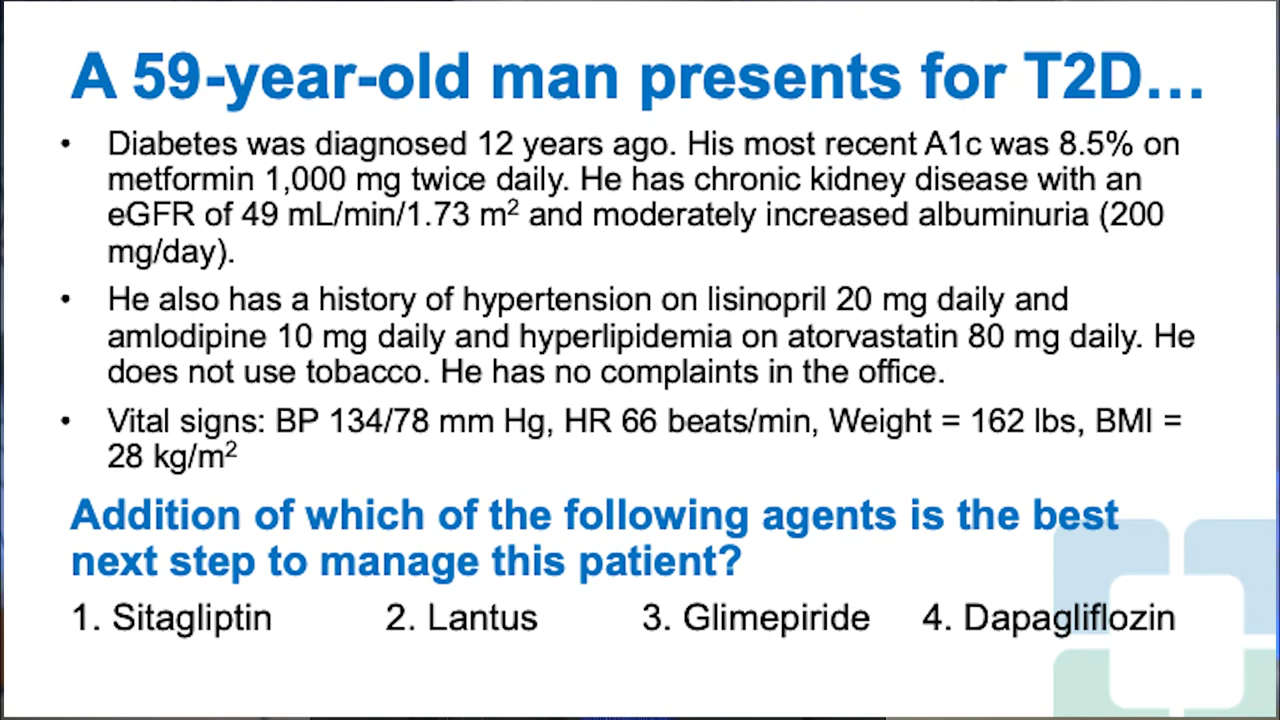 A 59-year-old man presents for T2D…
• Diabetes was diagnosed 12 years ago. His most recent A1c was 8.5% on
metformin 1,000 mg twice daily. He has chronic kidney disease with an
eGFR of 49 mL/min/1.73 m² and moderately increased albuminuria (200
mg/day).
• He also has a history of hypertension on lisinopril 20 mg daily and
amlodipine 10 mg daily and hyperlipidemia on atorvastatin 80 mg daily. He
does not use tobacco. He has no complaints in the office.
• Vital signs: BP 134/78 mm Hg, HR 66 beats/min, Weight = 162 lbs, BMI =
28 kg/m²
Addition of which of the following agents is the best
next step to manage this patient?
1. Sitagliptin 2. Lantus 3. Glimepiride 4. Dapagliflozin